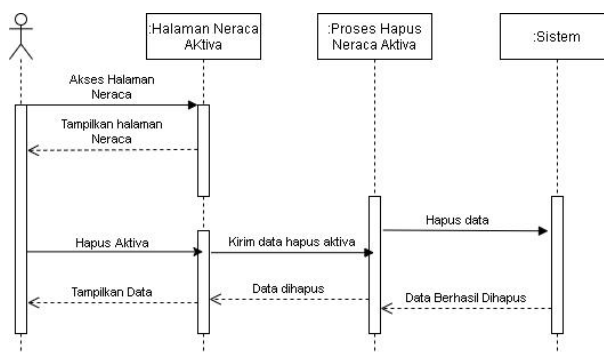 :Halaman Neraca
AKtiva
:Proses Hapus
Neraca Aktiva
:Sistem
Akses Halaman
Neraca
Tampilkan halaman
Neraca
Hapus data
Hapus Aktiva
Kirim data hapus aktiva
Tampilkan Data
Data dihapus
Data Berhasil Dihapus